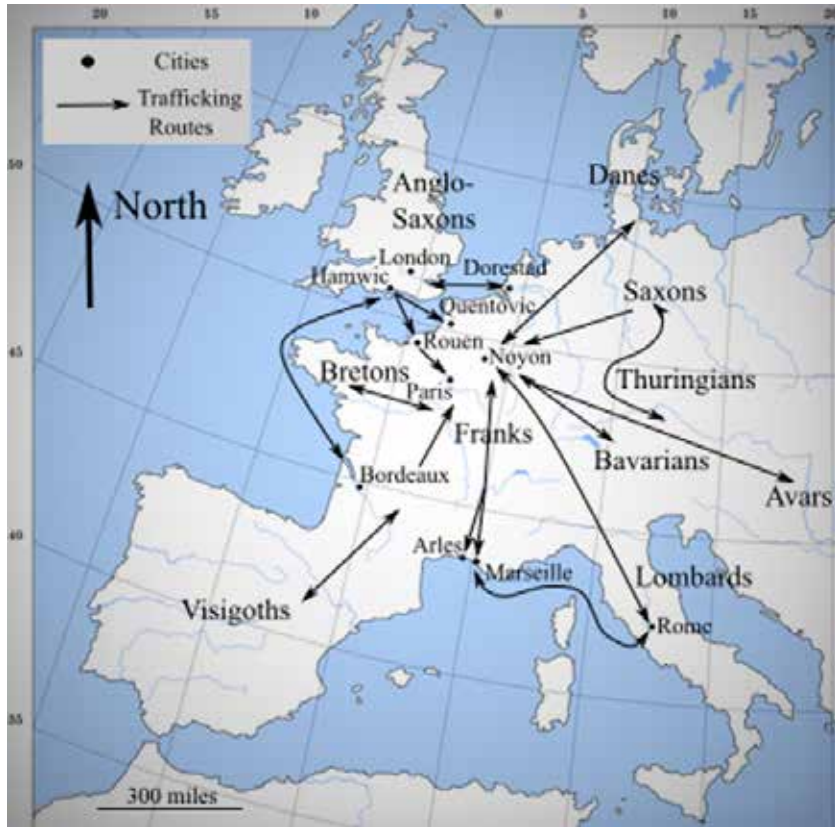 20
15
10
5
0
5
10
15
20
Cities
Trafficking
Routes
50
North
Anglo-
Saxons
Danes
London
Hamwic
Dorestad
Quentovic
Saxons
Rouen
Noyon
45
Bretons
Paris
Thuringians
Franks
Bavarians
Bordeaux
Avars
40
Arles
Marseille
Lombards
Visigoths
Rome
35
300 miles